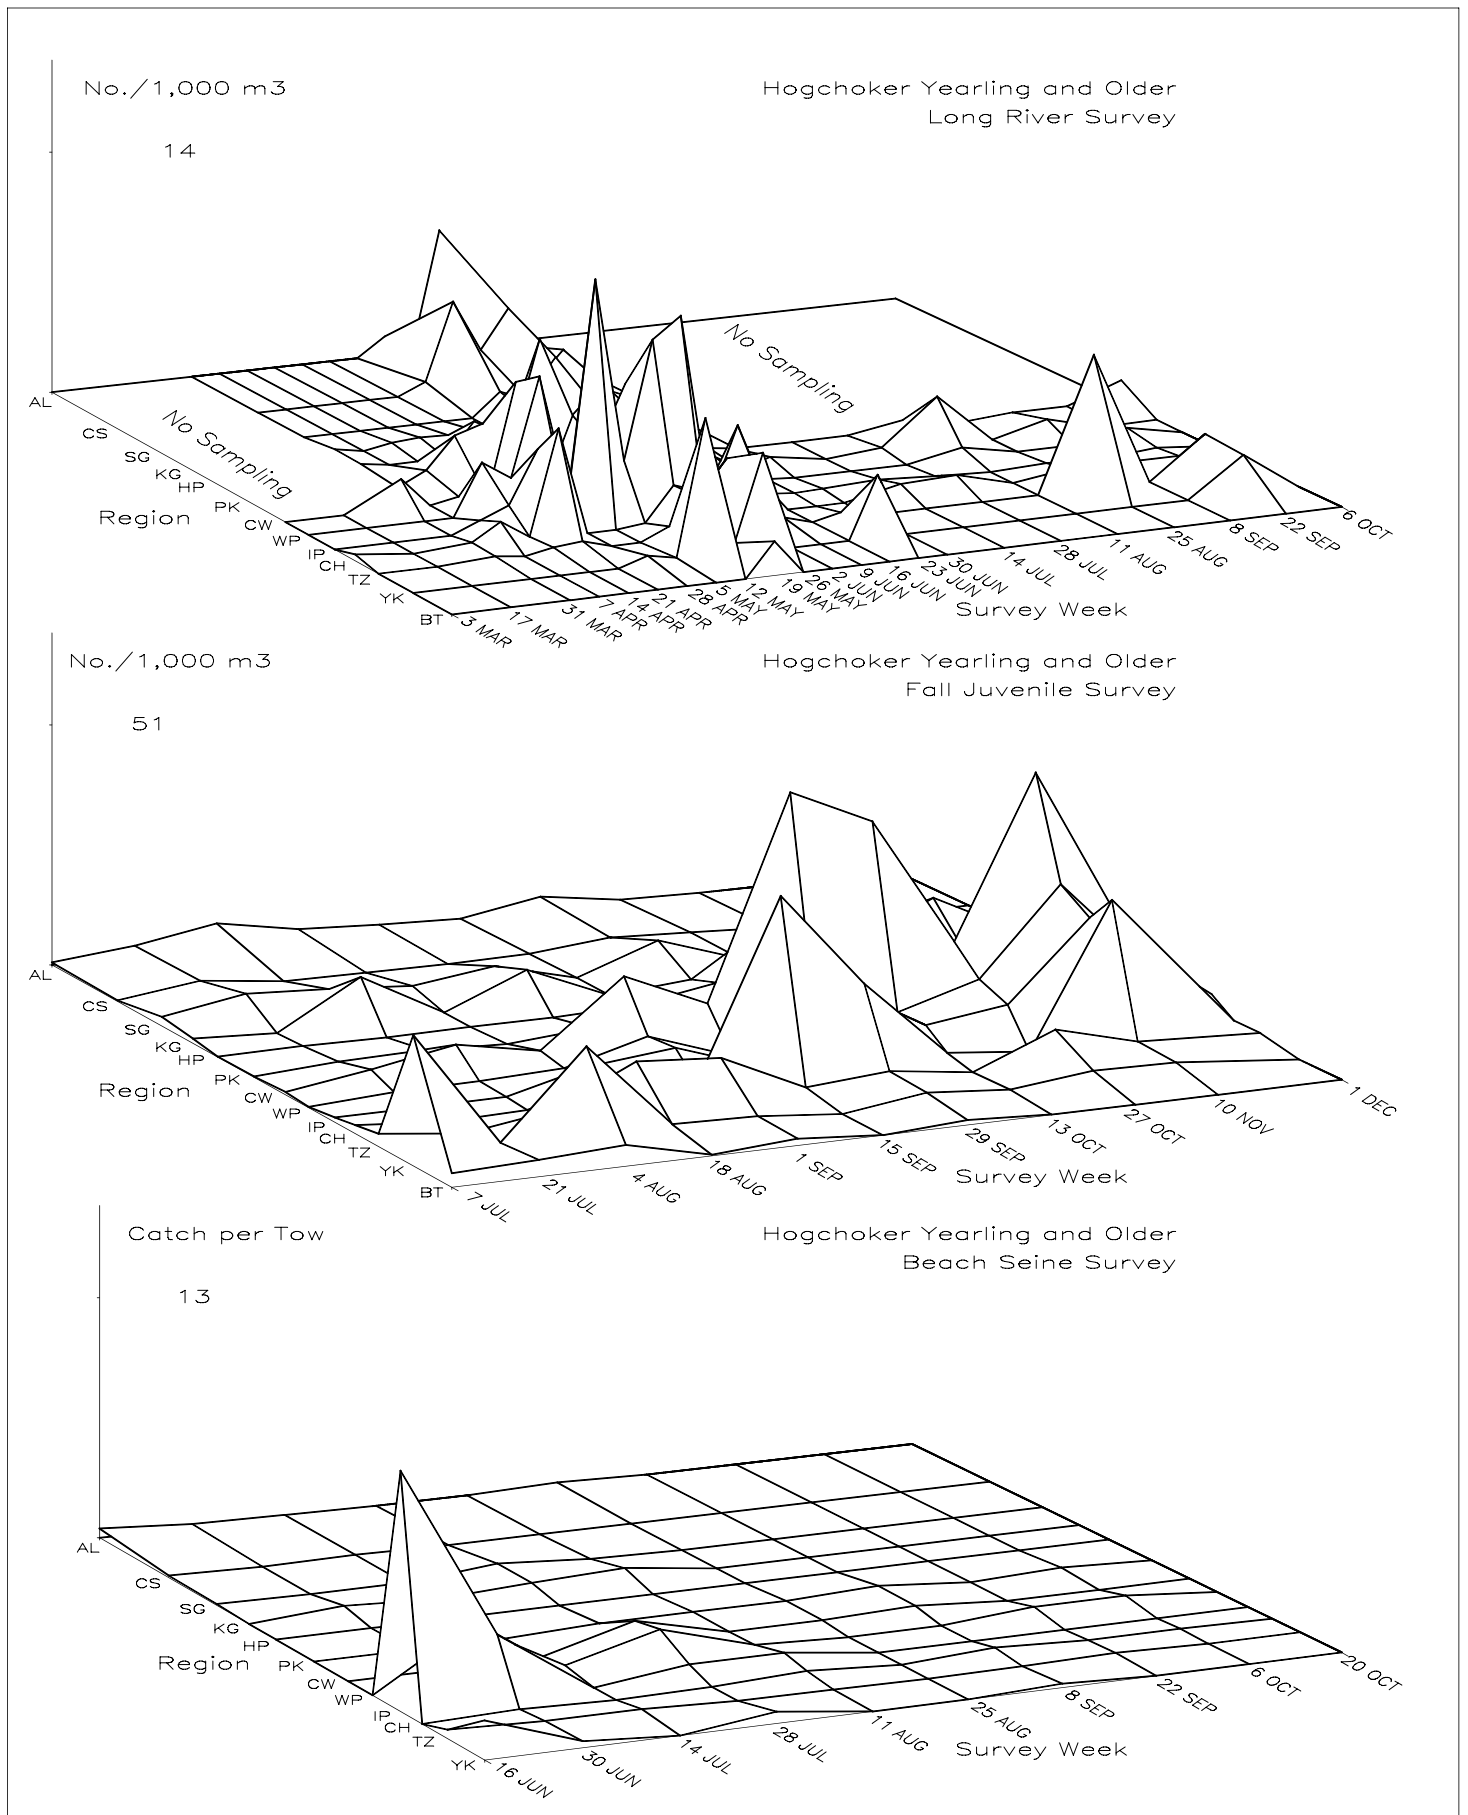 No./1,000 m3
Hogchoker Yearling and Older
Long River Survey
14
No Sampling
AL
CS
SG
KG
HP
PK
CW
WP
IP
CH
TZ
YK
BT
No Sampling
Region
3 MAR
17 MAR
31 MAR
7 APR
14 APR
21 APR
28 APR
5 MAY
12 MAY
19 MAY
26 MAY
2 JUN
9 JUN
16 JUN
23 JUN
30 JUN
14 JUL
28 JUL
11 AUG
25 AUG
8 SEP
22 SEP
6 OCT
Survey Week
No./1,000 m3
Hogchoker Yearling and Older
Fall Juvenile Survey
51
AL
CS
SG
KG
HP
PK
CW
WP
IP
CH
TZ
YK
BT
Region
7 JUL
21 JUL
4 AUG
18 AUG
1 SEP
15 SEP
29 SEP
13 OCT
27 OCT
10 NOV
1 DEC
Survey Week
Catch per Tow
Hogchoker Yearling and Older
Beach Seine Survey
13
AL
CS
SG
KG
HP
PK
CW
WP
IP
CH
TZ
YK
Region
16 JUN
30 JUN
14 JUL
28 JUL
11 AUG
25 AUG
8 SEP
22 SEP
6 OCT
20 OCT
Survey Week